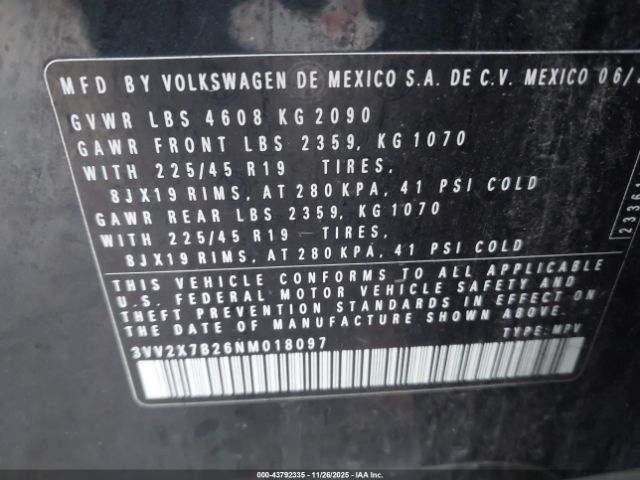 MFD BY VOLKSWAGEN DE MEXICO S.A. DE C.V. MEXICO 06/
GVWR LBS 4608 KG 2090
GAWR FRONT LBS 2359, KG 1070
WITH 225/45 R19 TIRES,
8JX19 RIMS, AT 280 KPA, 41 PSI COLD
GAWR REAR LBS 2359, KG 1070
WITH 225/45 R19 - TIRES,
8JX19 RIMS, AT 280 KPA, 41 PSI COLD
THIS VEHICLE CONFORMS TO ALL APPLICABLE
U.S. FEDERAL MOTOR VEHICLE SAFETY AND
THEFT PREVENTION STANDARDS IN EFFECT ON
THE DATE OF MANUFACTURE SHOWN ABOVE.
3VV2X7B26NM018097 TYPE: MPV
2336
000-43792335 - 11/26/2025 - IAA Inc.